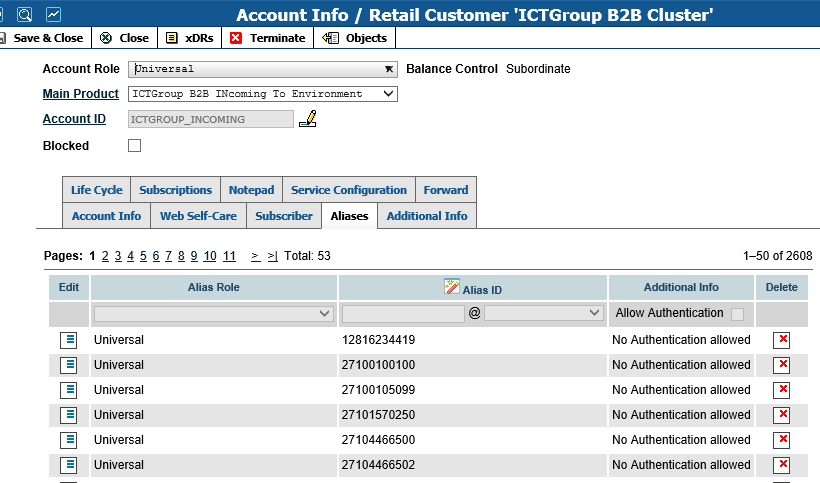 Account Info / Retail Customer 'ICTGroup B2B Cluster'
Save & Close Close xDRs Terminate Objects
Account Role Universal Balance Control Subordinate
Main Product ICTGroup B2B INcoming To Environment
Account ID ICTGROUP_INCOMING
Blocked
Life Cycle Subscriptions Notepad Service Configuration Forward
Account Info Web Self-Care Subscriber Aliases Additional Info
Pages: 1 2 3 4 5 6 7 8 9 10 11 > >| Total: 53 1–50 of 2608
Edit Alias Role Alias ID Additional Info Delete
@ Allow Authentication
Universal 12816234419 No Authentication allowed
Universal 27100100100 No Authentication allowed
Universal 27100105099 No Authentication allowed
Universal 27101570250 No Authentication allowed
Universal 27104466500 No Authentication allowed
Universal 27104466502 No Authentication allowed